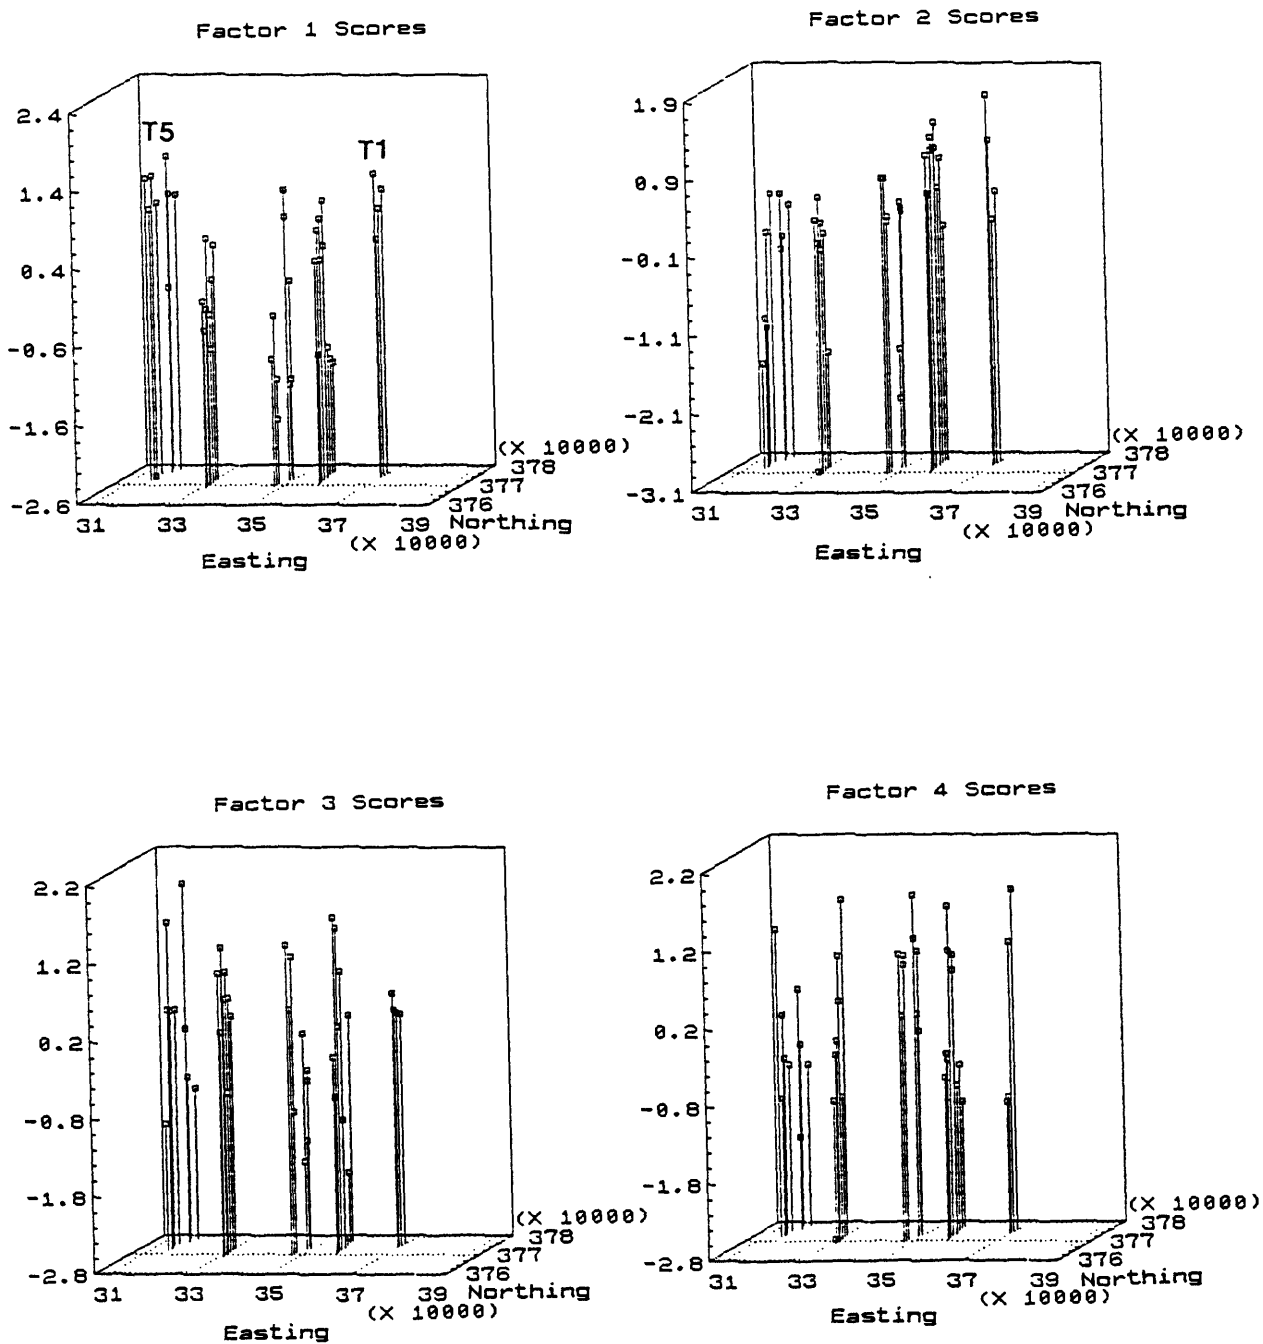 Factor 1 Scores
2.4
1.4
0.4
-0.6
-1.6
-2.6
T5
T1
31 33 35 37 39
(X 10000)
Easting
376
377
378
(X 10000)
Northing
Factor 2 Scores
1.9
0.9
-0.1
-1.1
-2.1
-3.1
31 33 35 37 39
(X 10000)
Easting
376
377
378
(X 10000)
Northing
Factor 3 Scores
2.2
1.2
0.2
-0.8
-1.8
-2.8
31 33 35 37 39
(X 10000)
Easting
376
377
378
(X 10000)
Northing
Factor 4 Scores
2.2
1.2
0.2
-0.8
-1.8
-2.8
31 33 35 37 39
(X 10000)
Easting
376
377
378
(X 10000)
Northing